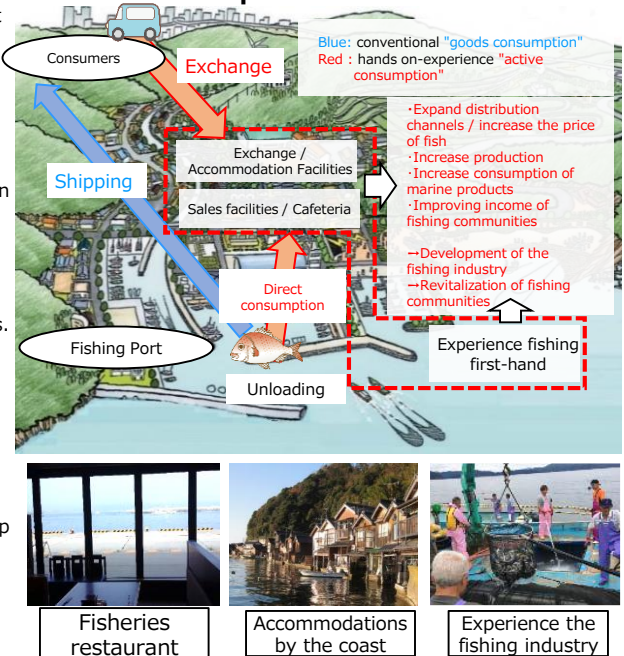 t
Consumers
Exchange
Blue: conventional "goods consumption"
Red : hands on-experience "active
consumption"
Exchange /
Accommodation Facilities
Sales facilities / Cafeteria
·Expand distribution
channels / increase the price
of fish
·Increase production
·Increase consumption of
marine products
·Improving income of
fishing communities
→Development of the
fishing industry
→Revitalization of fishing
communities
n
Shipping
Direct
consumption
s.
Fishing Port
Unloading
Experience fishing
first-hand
p
Fisheries
restaurant
Accommodations
by the coast
Experience the
fishing industry